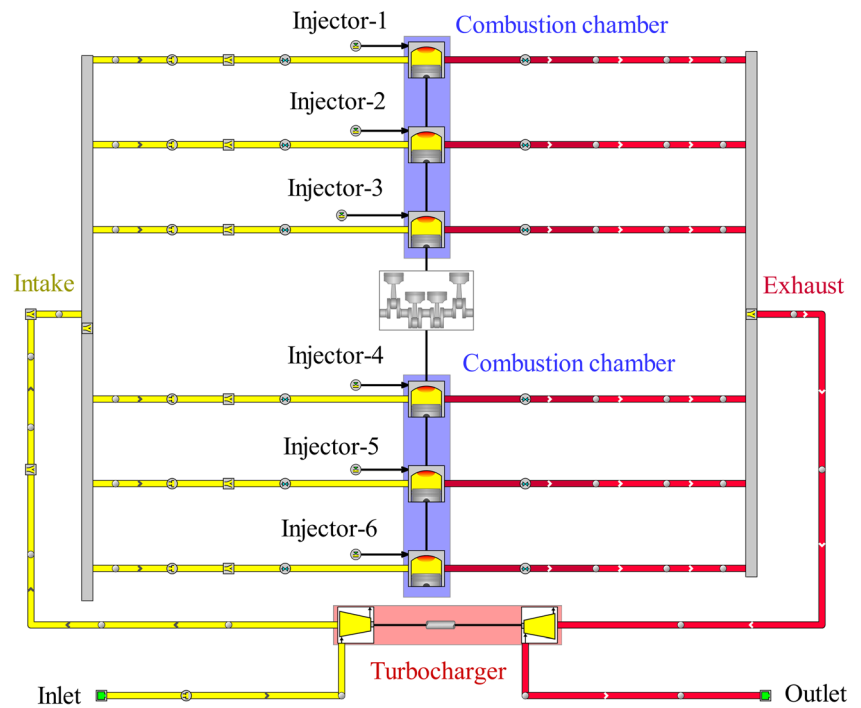 Injector-1
Combustion chamber
Injector-2
Injector-3
Intake
Exhaust
Injector-4
Combustion chamber
Injector-5
Injector-6
Turbocharger
Inlet
Outlet